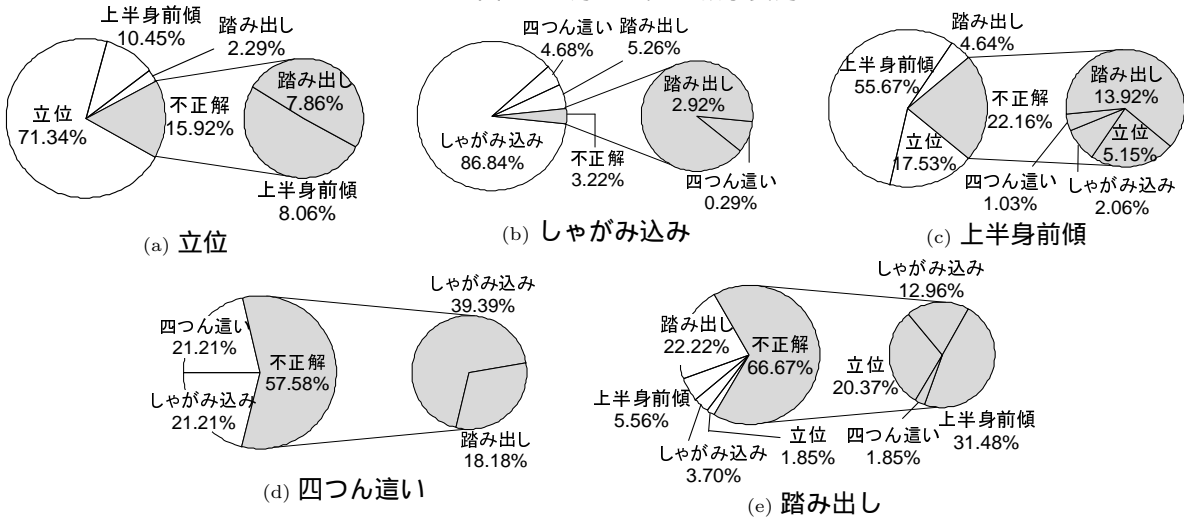 上半身前傾
10.45%
踏み出し
2.29%
立位
71.34%
不正解
15.92%
踏み出し
7.86%
上半身前傾
8.06%
(a) 立位
四つん這い
4.68%
踏み出し
5.26%
しゃがみ込み
86.84%
不正解
3.22%
踏み出し
2.92%
四つん這い
0.29%
(b) しゃがみ込み
踏み出し
4.64%
上半身前傾
55.67%
不正解
22.16%
立位
17.53%
踏み出し
13.92%
立位
5.15%
四つん這い
1.03%
しゃがみ込み
2.06%
(c) 上半身前傾
四つん這い
21.21%
しゃがみ込み
21.21%
不正解
57.58%
しゃがみ込み
39.39%
踏み出し
18.18%
(d) 四つん這い
踏み出し
22.22%
不正解
66.67%
上半身前傾
5.56%
しゃがみ込み
3.70%
立位
1.85%
しゃがみ込み
12.96%
立位
20.37%
四つん這い
1.85%
上半身前傾
31.48%
(e) 踏み出し